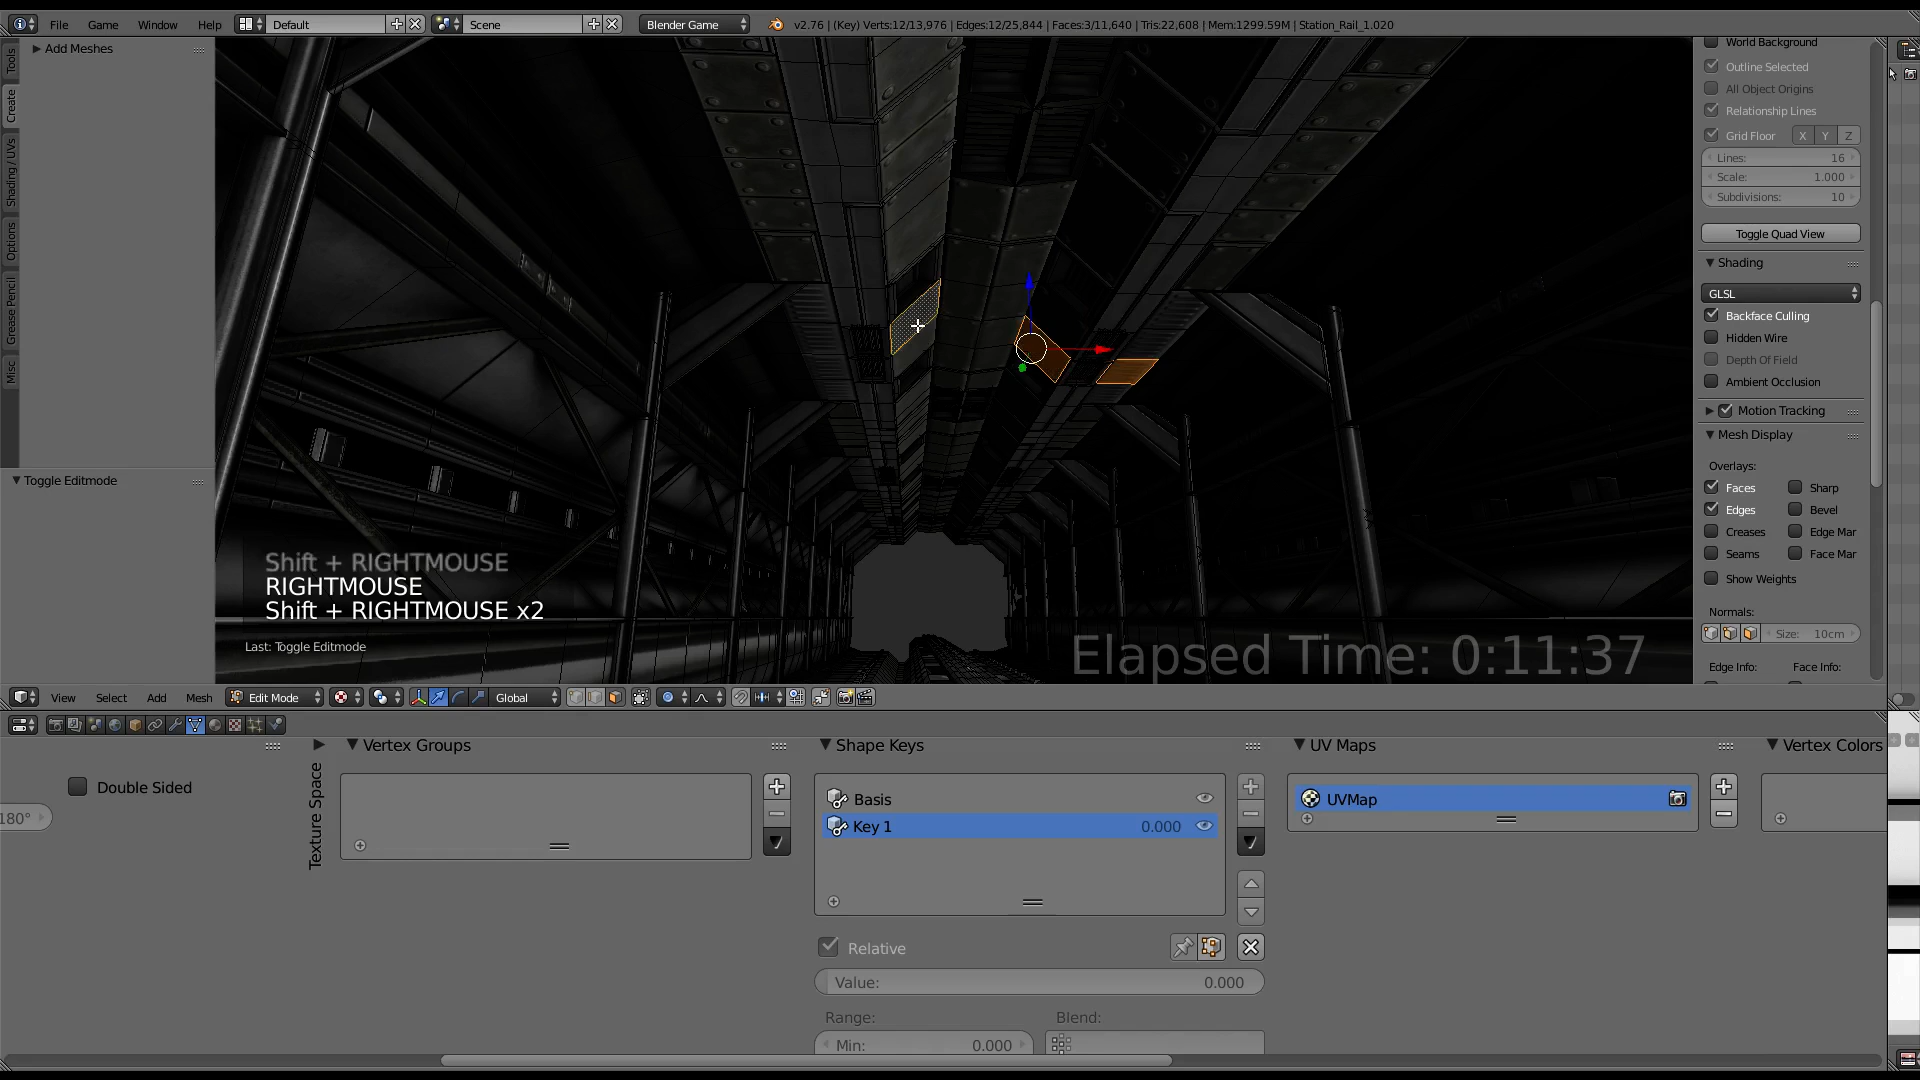 File Game Window Help Default Scene Blender Game v2.76 | (Key) Verts:12/13,976 | Edges:12/25,844 | Faces:3/11,640 | Tris:22,608 | Mem:1299.59M | Station_Rail_1.020
Add Meshes
Tools
Create
Shading / UVs
Options
Grease Pencil
Misc
Toggle Editmode
Shift + RIGHTMOUSE
RIGHTMOUSE
Shift + RIGHTMOUSE x2
Last: Toggle Editmode
Elapsed Time: 0:11:37
World Background
Outline Selected
All Object Origins
Relationship Lines
Grid Floor X Y Z
Lines: 16
Scale: 1.000
Subdivisions: 10
Toggle Quad View
Shading
GLSL
Backface Culling
Hidden Wire
Depth Of Field
Ambient Occlusion
Motion Tracking
Mesh Display
Overlays:
Faces Sharp
Edges Bevel
Creases Edge Mar
Seams Face Mar
Show Weights
Normals:
Size: 10cm
Edge Info: Face Info:
View Select Add Mesh Edit Mode Global
Double Sided
180°
Texture Space
Vertex Groups
Shape Keys
Basis
Key 1 0.000
Relative
Value: 0.000
Range: Blend:
Min: 0.000
UV Maps
UVMap
Vertex Colors